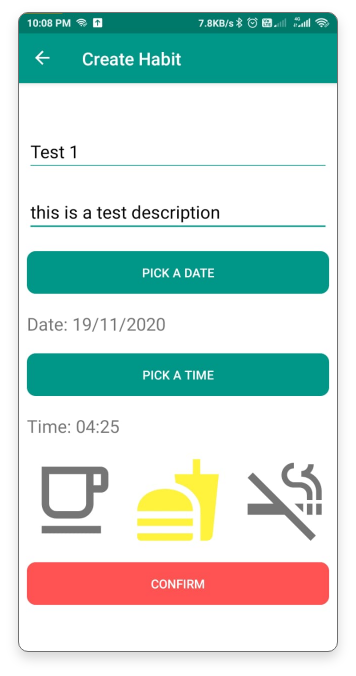 10:08 PM 7.8KB/s 4G
Create Habit
Test 1
this is a test description
PICK A DATE
Date: 19/11/2020
PICK A TIME
Time: 04:25
CONFIRM